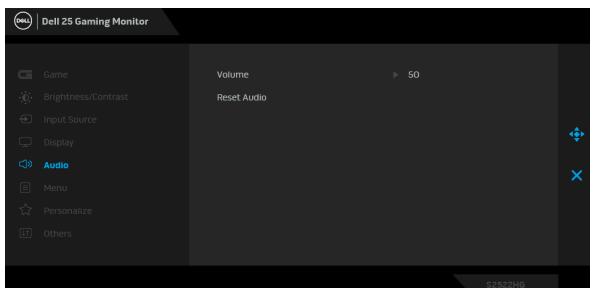 DELL
Dell 25 Gaming Monitor
Game
Brightness/Contrast
Input Source
Display
Audio
Menu
Personalize
Others
Volume 50
Reset Audio
S2522HG